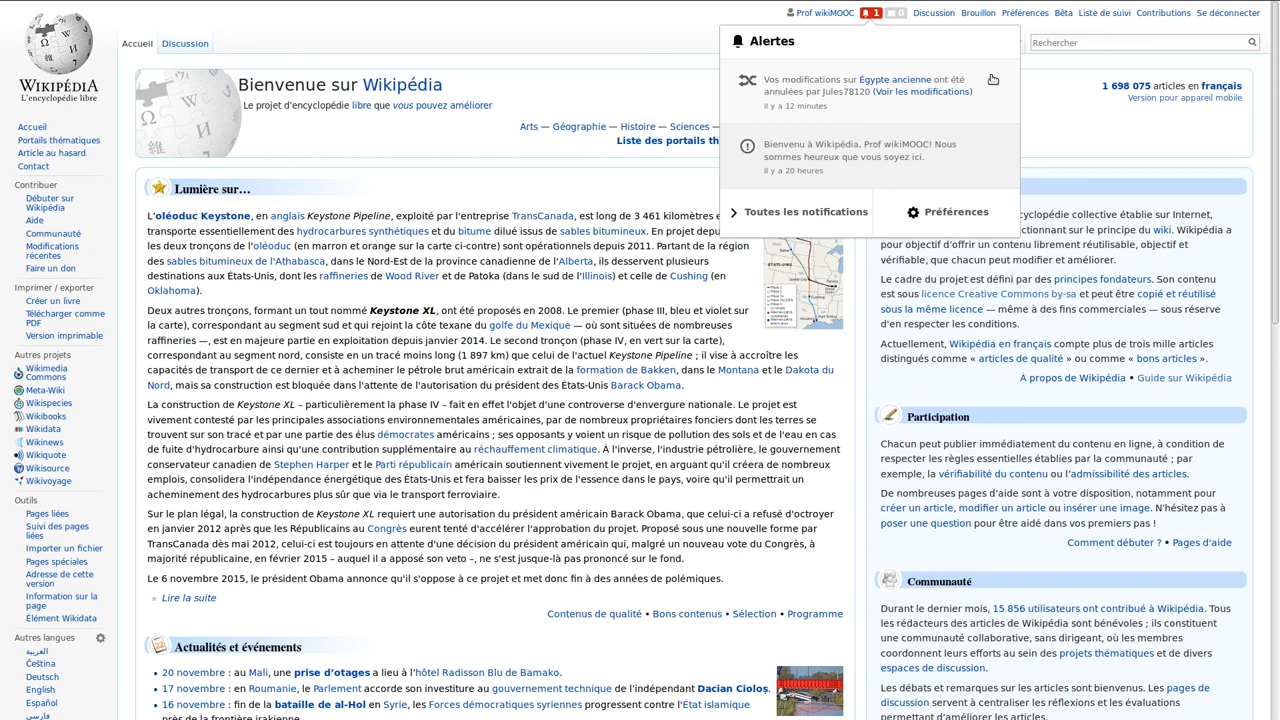 Prof wikiMOOC 1 0 Discussion Brouillon Préférences Bêta Liste de suivi Contributions Se déconnecter
WIKIPÉDIA
L'encyclopédie libre
Accueil Discussion
Rechercher
Alertes
Vos modifications sur Égypte ancienne ont été
annulées par Jules78120 (Voir les modifications)
il y a 12 minutes
Bienvenu à Wikipédia, Prof wikiMOOC! Nous
sommes heureux que vous soyez ici.
il y a 20 heures
Toutes les notifications Préférences
Bienvenue sur Wikipédia
Le projet d'encyclopédie libre que vous pouvez améliorer
1 698 075 articles en français
Version pour appareil mobile
Arts — Géographie — Histoire — Sciences —
Liste des portails th
Accueil
Portails thématiques
Article au hasard
Contact
Contribuer
Débuter sur
Wikipédia
Aide
Communauté
Modifications
récentes
Faire un don
Imprimer / exporter
Créer un livre
Télécharger comme
PDF
Version imprimable
Autres projets
Wikimedia
Commons
Meta-Wiki
Wikispecies
Wikibooks
Wikidata
Wikinews
Wikiquote
Wikisource
Wikivoyage
Outils
Pages liées
Suivi des pages
liées
Importer un fichier
Pages spéciales
Adresse de cette
version
Information sur la
page
Élément Wikidata
Autres langues
العربية
Čeština
Deutsch
English
Español
فارسی
Lumière sur…
L'oléoduc Keystone, en anglais Keystone Pipeline, exploité par l'entreprise TransCanada, est long de 3 461 kilomètres e
transporte essentiellement des hydrocarbures synthétiques et du bitume dilué issus de sables bitumineux. En projet depu
les deux tronçons de l'oléoduc (en marron et orange sur la carte ci-contre) sont opérationnels depuis 2011. Partant de la région
des sables bitumineux de l'Athabasca, dans le Nord-Est de la province canadienne de l'Alberta, ils desservent plusieurs
destinations aux États-Unis, dont les raffineries de Wood River et de Patoka (dans le sud de l'Illinois) et celle de Cushing (en
Oklahoma).
Deux autres tronçons, formant un tout nommé Keystone XL, ont été proposés en 2008. Le premier (phase III, bleu et violet sur
la carte), correspondant au segment sud et qui rejoint la côte texane du golfe du Mexique — où sont situées de nombreuses
raffineries —, est en majeure partie en exploitation depuis janvier 2014. Le second tronçon (phase IV, en vert sur la carte),
correspondant au segment nord, consiste en un tracé moins long (1 897 km) que celui de l'actuel Keystone Pipeline ; il vise à accroître les
capacités de transport de ce dernier et à acheminer le pétrole brut américain extrait de la formation de Bakken, dans le Montana et le Dakota du
Nord, mais sa construction est bloquée dans l'attente de l'autorisation du président des États-Unis Barack Obama.
La construction de Keystone XL – particulièrement la phase IV – fait en effet l'objet d'une controverse d'envergure nationale. Le projet est
vivement contesté par les principales associations environnementales américaines, par de nombreux propriétaires fonciers dont les terres se
trouvent sur son tracé et par une partie des élus démocrates américains ; ses opposants y voient un risque de pollution des sols et de l'eau en cas
de fuite d'hydrocarbure ainsi qu'une contribution supplémentaire au réchauffement climatique. À l'inverse, l'industrie pétrolière, le gouvernement
conservateur canadien de Stephen Harper et le Parti républicain américain soutiennent vivement le projet, en arguant qu'il créera de nombreux
emplois, consolidera l'indépendance énergétique des États-Unis et fera baisser les prix de l'essence dans le pays, voire qu'il permettrait un
acheminement des hydrocarbures plus sûr que via le transport ferroviaire.
Sur le plan légal, la construction de Keystone XL requiert une autorisation du président américain Barack Obama, que celui-ci a refusé d'octroyer
en janvier 2012 après que les Républicains au Congrès eurent tenté d'accélérer l'approbation du projet. Proposé sous une nouvelle forme par
TransCanada dès mai 2012, celui-ci est toujours en attente d'une décision du président américain qui, malgré un nouveau vote du Congrès, à
majorité républicaine, en février 2015 – auquel il a apposé son veto –, ne s'est jusque-là pas prononcé sur le fond.
Le 6 novembre 2015, le président Obama annonce qu'il s'oppose à ce projet et met donc fin à des années de polémiques.
Lire la suite
Contenus de qualité • Bons contenus • Sélection • Programme
Actualités et événements
20 novembre : au Mali, une prise d'otages a lieu à l'hôtel Radisson Blu de Bamako.
17 novembre : en Roumanie, le Parlement accorde son investiture au gouvernement technique de l'indépendant Dacian Cioloș.
16 novembre : fin de la bataille de al-Hol en Syrie, les Forces démocratiques syriennes progressent contre l'État islamique
près de la frontière irakienne.
cyclopédie collective établie sur Internet,
ctionnant sur le principe du wiki. Wikipédia a
pour objectif d'offrir un contenu librement réutilisable, objectif et
vérifiable, que chacun peut modifier et améliorer.
Le cadre du projet est défini par des principes fondateurs. Son contenu
est sous licence Creative Commons by-sa et peut être copié et réutilisé
sous la même licence — même à des fins commerciales — sous réserve
d'en respecter les conditions.
Actuellement, Wikipédia en français compte plus de trois mille articles
distingués comme « articles de qualité » ou comme « bons articles ».
À propos de Wikipédia • Guide sur Wikipédia
Participation
Chacun peut publier immédiatement du contenu en ligne, à condition de
respecter les règles essentielles établies par la communauté ; par
exemple, la vérifiabilité du contenu ou l'admissibilité des articles.
De nombreuses pages d'aide sont à votre disposition, notamment pour
créer un article, modifier un article ou insérer une image. N'hésitez pas à
poser une question pour être aidé dans vos premiers pas !
Comment débuter ? • Pages d'aide
Communauté
Durant le dernier mois, 15 856 utilisateurs ont contribué à Wikipédia. Tous
les rédacteurs des articles de Wikipédia sont bénévoles ; ils constituent
une communauté collaborative, sans dirigeant, où les membres
coordonnent leurs efforts au sein des projets thématiques et de divers
espaces de discussion.
Les débats et remarques sur les articles sont bienvenus. Les pages de
discussion servent à centraliser les réflexions et les évaluations
permettant d'améliorer les articles.